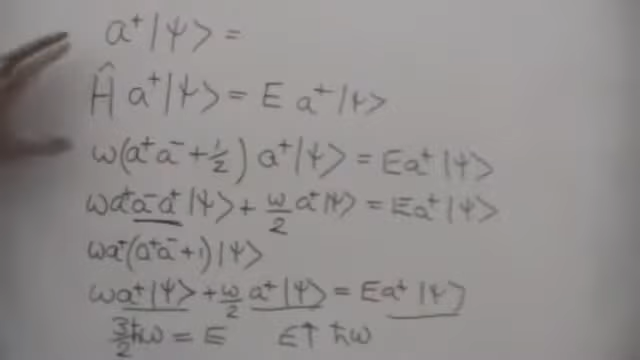 a⁺|ψ> =
Ĥ a⁺|ψ> = E a⁺|ψ>
ω(a⁺a⁻ + 1/2) a⁺|ψ> = Ea⁺|ψ>
ωa⁺a⁻a⁺|ψ> + ω/2 a⁺|ψ> = Ea⁺|ψ>
ωa⁺(a⁺a⁻+1)|ψ>
ωa⁺|ψ> + ω/2 a⁺|ψ> = Ea⁺|ψ>
3/2 ħω = E E↑ ħω